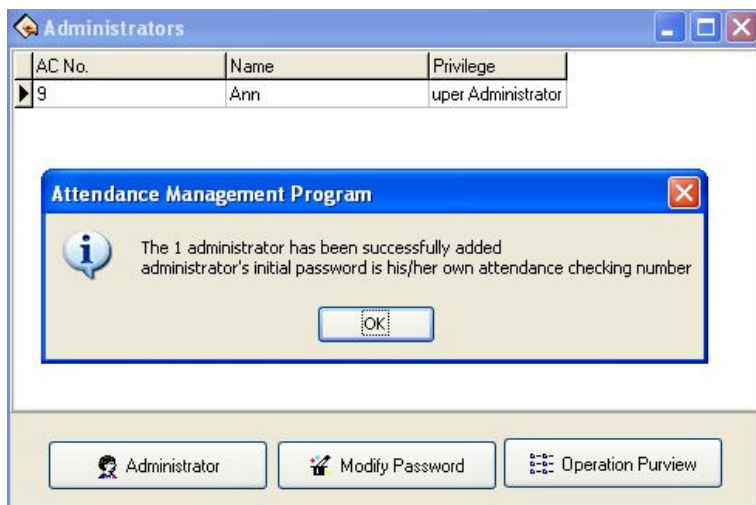 Administrators
AC No. Name Privilege
9 Ann uper Administrator
Attendance Management Program
The 1 administrator has been successfully added
administrator's initial password is his/her own attendance checking number
OK
Administrator Modify Password Operation Purview